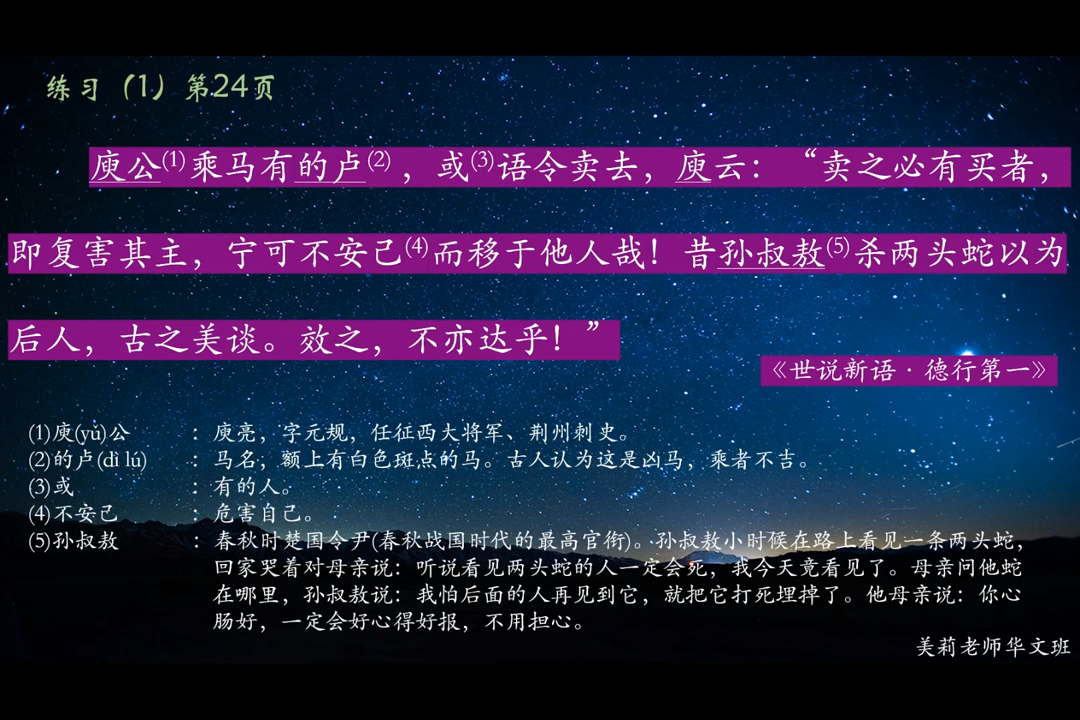 练习（1）第24页
庾公(1)乘马有的卢(2)，或(3)语令卖去，庾云：“卖之必有买者，
即复害其主，宁可不安己(4)而移于他人哉！昔孙叔敖(5)杀两头蛇以为
后人，古之美谈。效之，不亦达乎！”
《世说新语·德行第一》
(1)庾(yǔ)公 ：庾亮，字元规，任征西大将军、荆州刺史。
(2)的卢(dì lú) ：马名，额上有白色斑点的马。古人认为这是凶马，乘者不吉。
(3)或 ：有的人。
(4)不安己 ：危害自己。
(5)孙叔敖 ：春秋时楚国令尹(春秋战国时代的最高官衔)。孙叔敖小时候在路上看见一条两头蛇，
回家哭着对母亲说：听说看见两头蛇的人一定会死，我今天竟看见了。母亲问他蛇
在哪里，孙叔敖说：我怕后面的人再见到它，就把它打死埋掉了。他母亲说：你心
肠好，一定会好心得好报，不用担心。
美莉老师华文班